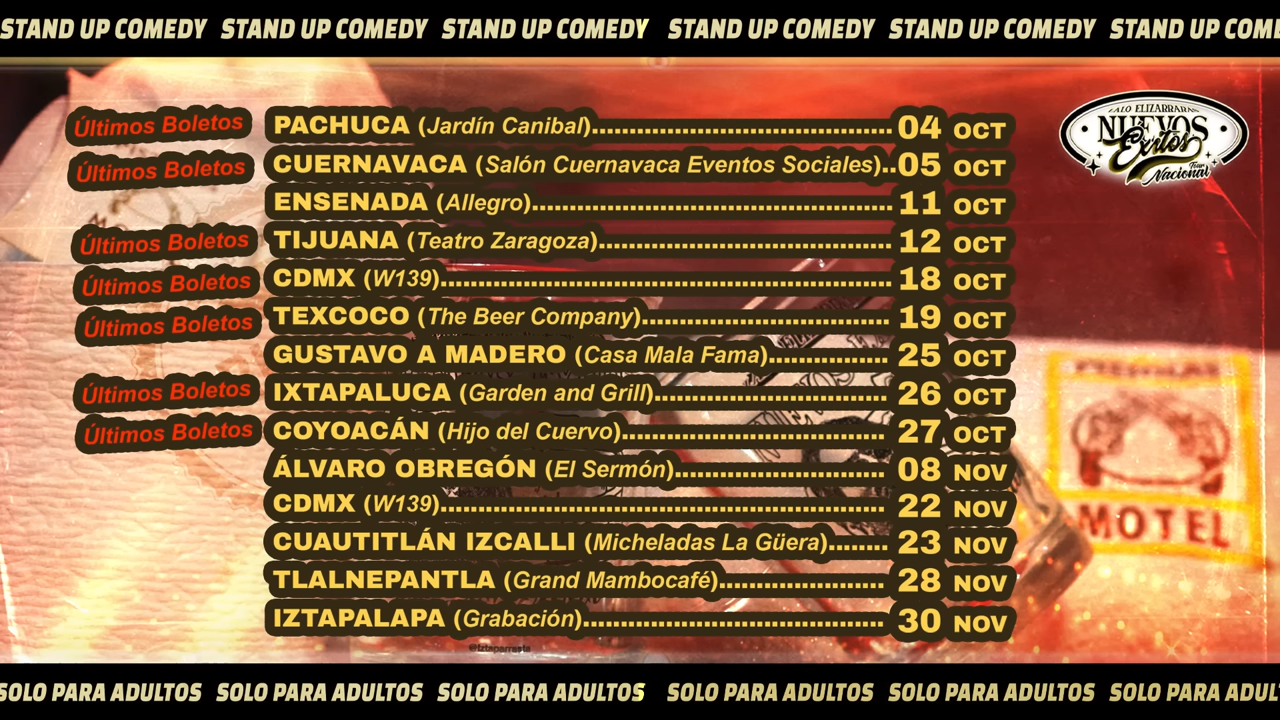 STAND UP COMEDY STAND UP COMEDY STAND UP COMEDY STAND UP COMEDY STAND UP COMEDY STAND UP COM
NUEVOS
Éxitos
Tour
Nacional
Últimos Boletos PACHUCA (Jardín Canibal)........................................ 04 OCT
Últimos Boletos CUERNAVACA (Salón Cuernavaca Eventos Sociales)..05 OCT
ENSENADA (Allegro)............................................... 11 OCT
Últimos Boletos TIJUANA (Teatro Zaragoza)....................................... 12 OCT
Últimos Boletos CDMX (W139)............................................................ 18 OCT
Últimos Boletos TEXCOCO (The Beer Company)................................. 19 OCT
GUSTAVO A MADERO (Casa Mala Fama)................ 25 OCT
Últimos Boletos IXTAPALUCA (Garden and Grill)............................... 26 OCT
Últimos Boletos COYOACÁN (Hijo del Cuervo)................................... 27 OCT
ÁLVARO OBREGÓN (El Sermón)............................ 08 NOV
CDMX (W139)........................................................... 22 NOV
CUAUTITLÁN IZCALLI (Micheladas La Güera)........ 23 NOV
TLALNEPANTLA (Grand Mambocafé)...................... 28 NOV
IZTAPALAPA (Grabación)........................................ 30 NOV
MOTEL
@Iztaparrasta
SOLO PARA ADULTOS SOLO PARA ADULTOS SOLO PARA ADULTOS SOLO PARA ADULTOS SOLO PARA ADULTOS SOLO PARA ADULT